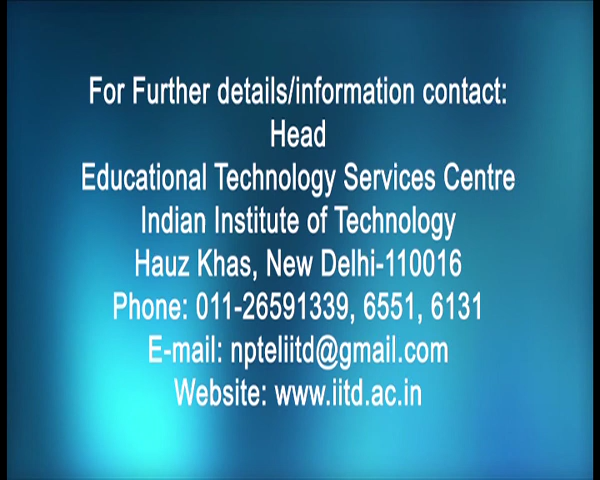 For Further details/information contact:
Head
Educational Technology Services Centre
Indian Institute of Technology
Hauz Khas, New Delhi-110016
Phone: 011-26591339, 6551, 6131
E-mail: npteliitd@gmail.com
Website: www.iitd.ac.in